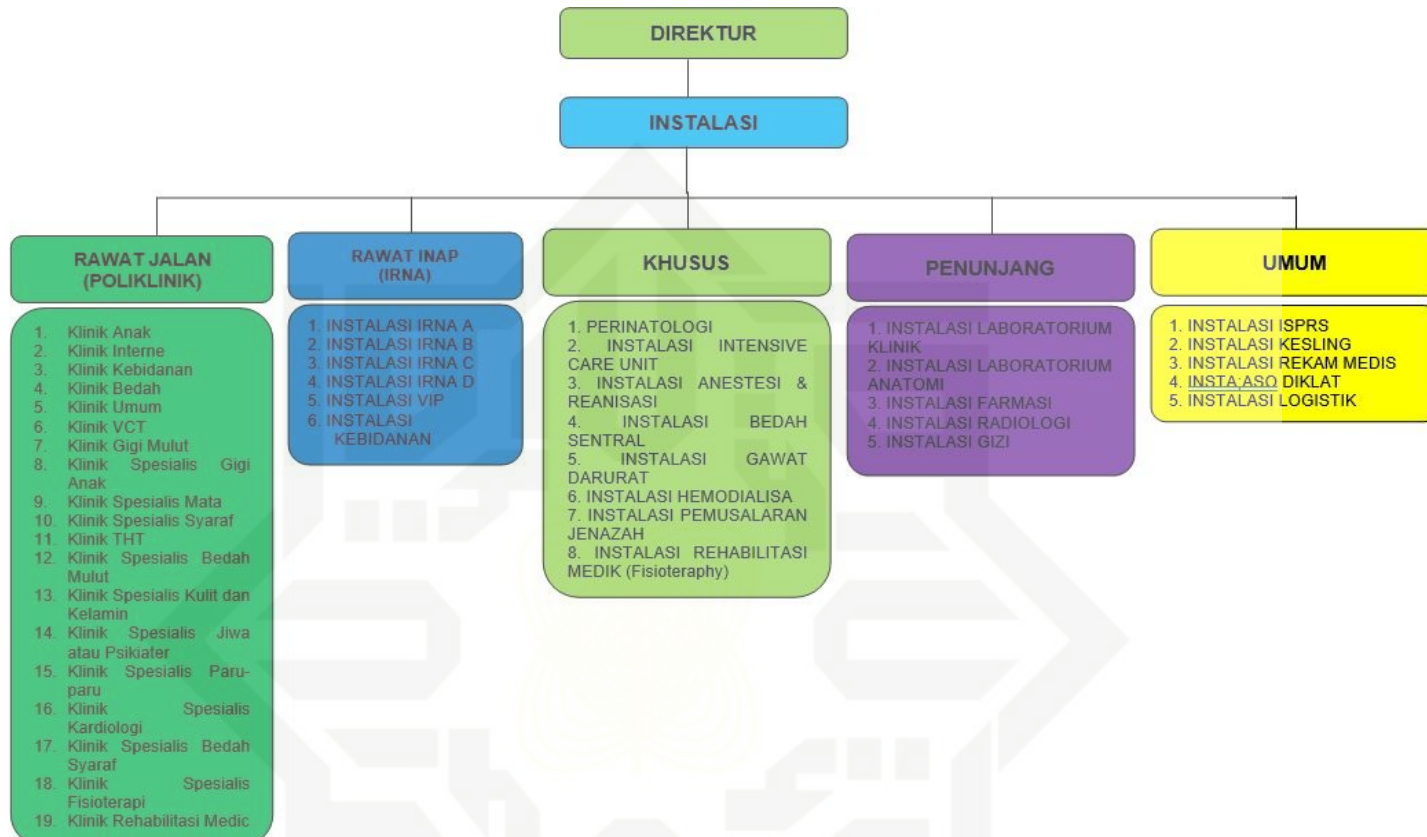 DIREKTUR
INSTALASI
RAWAT JALAN
(POLIKLINIK)
1. Klinik Anak
2. Klinik Interne
3. Klinik Kebidanan
4. Klinik Bedah
5. Klinik Umum
6. Klinik VCT
7. Klinik Gigi Mulut
8. Klinik Spesialis Gigi
Anak
9. Klinik Spesialis Mata
10. Klinik Spesialis Syaraf
11. Klinik THT
12. Klinik Spesialis Bedah
Mulut
13. Klinik Spesialis Kulit dan
Kelamin
14. Klinik Spesialis Jiwa
atau Psikiater
15. Klinik Spesialis Paru-
paru
16. Klinik Spesialis
Kardiologi
17. Klinik Spesialis Bedah
Syaraf
18. Klinik Spesialis
Fisioterapi
19. Klinik Rehabilitasi Medic
RAWAT INAP
(IRNA)
1. INSTALASI IRNA A
2. INSTALASI IRNA B
3. INSTALASI IRNA C
4. INSTALASI IRNA D
5. INSTALASI VIP
6. INSTALASI
KEBIDANAN
KHUSUS
1. PERINATOLOGI
2. INSTALASI INTENSIVE
CARE UNIT
3. INSTALASI ANESTESI &
REANISASI
4. INSTALASI BEDAH
SENTRAL
5. INSTALASI GAWAT
DARURAT
6. INSTALASI HEMODIALISA
7. INSTALASI PEMUSALARAN
JENAZAH
8. INSTALASI REHABILITASI
MEDIK (Fisioteraphy)
PENUNJANG
1. INSTALASI LABORATORIUM
KLINIK
2. INSTALASI LABORATORIUM
ANATOMI
3. INSTALASI FARMASI
4. INSTALASI RADIOLOGI
5. INSTALASI GIZI
UMUM
1. INSTALASI ISPRS
2. INSTALASI KESLING
3. INSTALASI REKAM MEDIS
4. INSTA;ASO DIKLAT
5. INSTALASI LOGISTIK